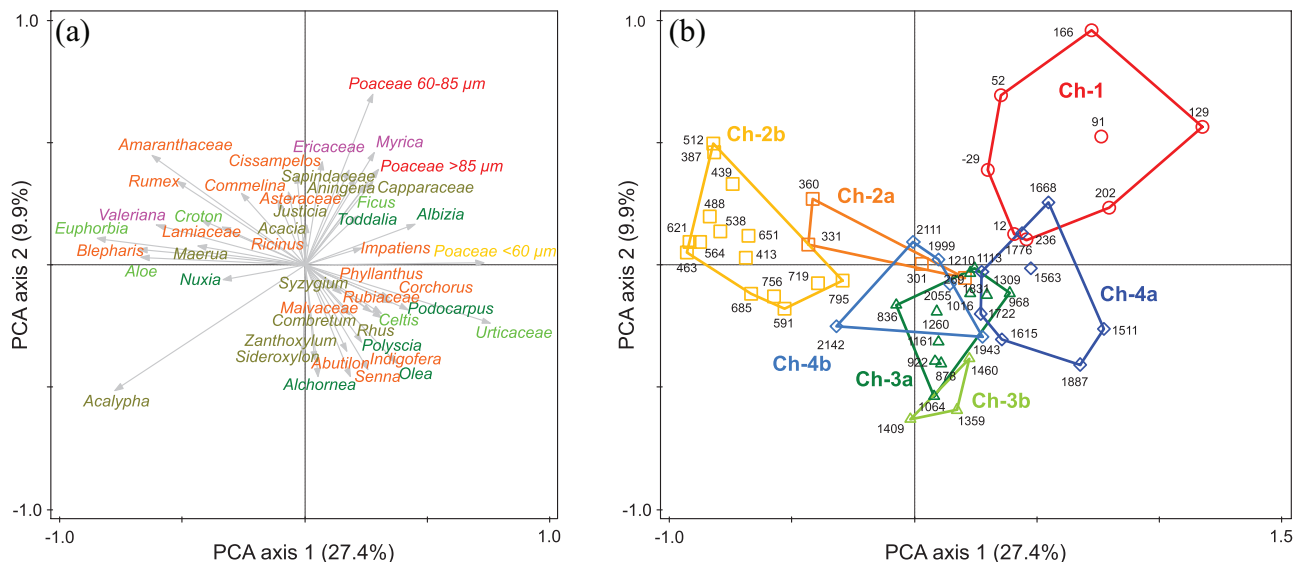 (a)
1.0
-1.0
PCA axis 2 (9.9%)
-1.0
1.0
PCA axis 1 (27.4%)
Poaceae 60-85 µm
Amaranthaceae
Ericaceae
Myrica
Cissampelos
Poaceae >85 µm
Rumex
Sapindaceae
Commelina
Aningeria
Capparaceae
Asteraceae
Ficus
Justicia
Valeriana
Croton
Toddalia
Albizia
Euphorbia
Lamiaceae
Acacia
Blepharis
Ricinus
Impatiens
Poaceae <60 µm
Maerua
Aloe
Nuxia
Syzygium
Phyllanthus
Corchorus
Rubiaceae
Malvaceae
Podocarpus
Combretum
Celtis
Urticaceae
Rhus
Zanthoxylum
Polyscia
Sideroxylon
Abutilon
Indigofera
Alchornea
Senna
Olea
Acalypha
(b)
1.0
-1.0
PCA axis 2 (9.9%)
-1.0
1.5
PCA axis 1 (27.4%)
166
52
Ch-1
129
91
-29
202
12
236
Ch-2b
512
387
439
488
538
621
651
564
413
463
719
756
795
685
591
Ch-2a
360
331
301
269
2111
1999
1210
1113
1668
1776
1563
1309
1631
968
2055
1016
836
1722
Ch-4a
1260
1615
1511
2142
1161
1943
Ch-4b
922
878
1460
1887
Ch-3a
1064
Ch-3b
1409
1359